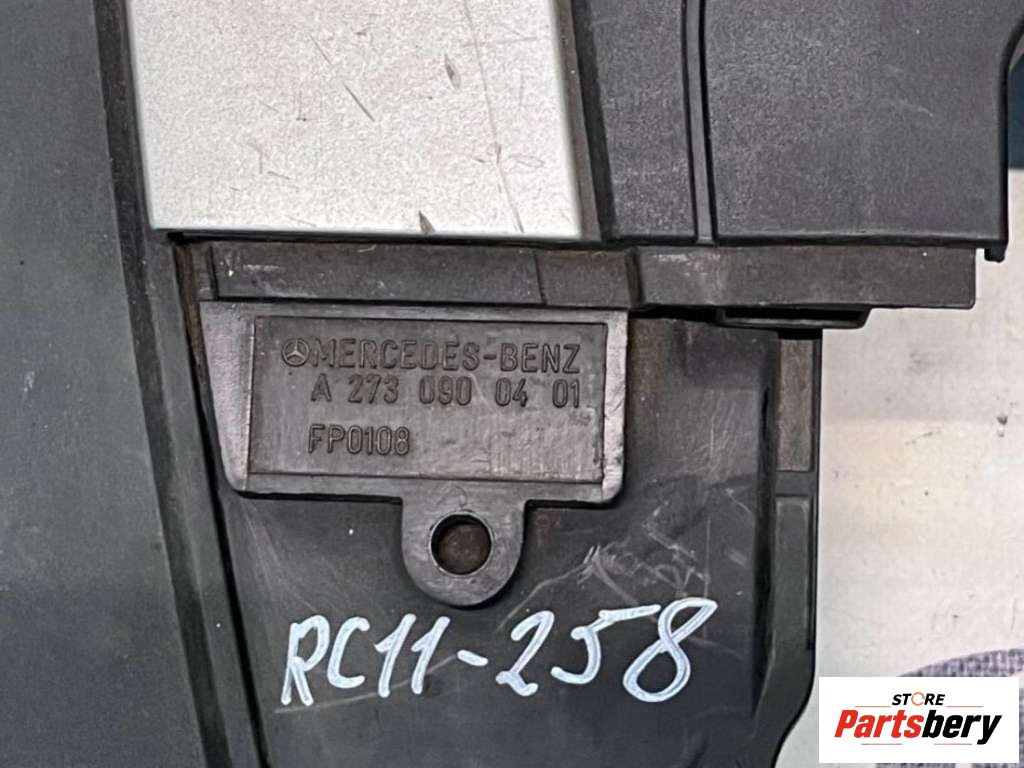 MERCEDES-BENZ
A 273 090 04 01
FP0108
RC11-258
STORE
Partsbery